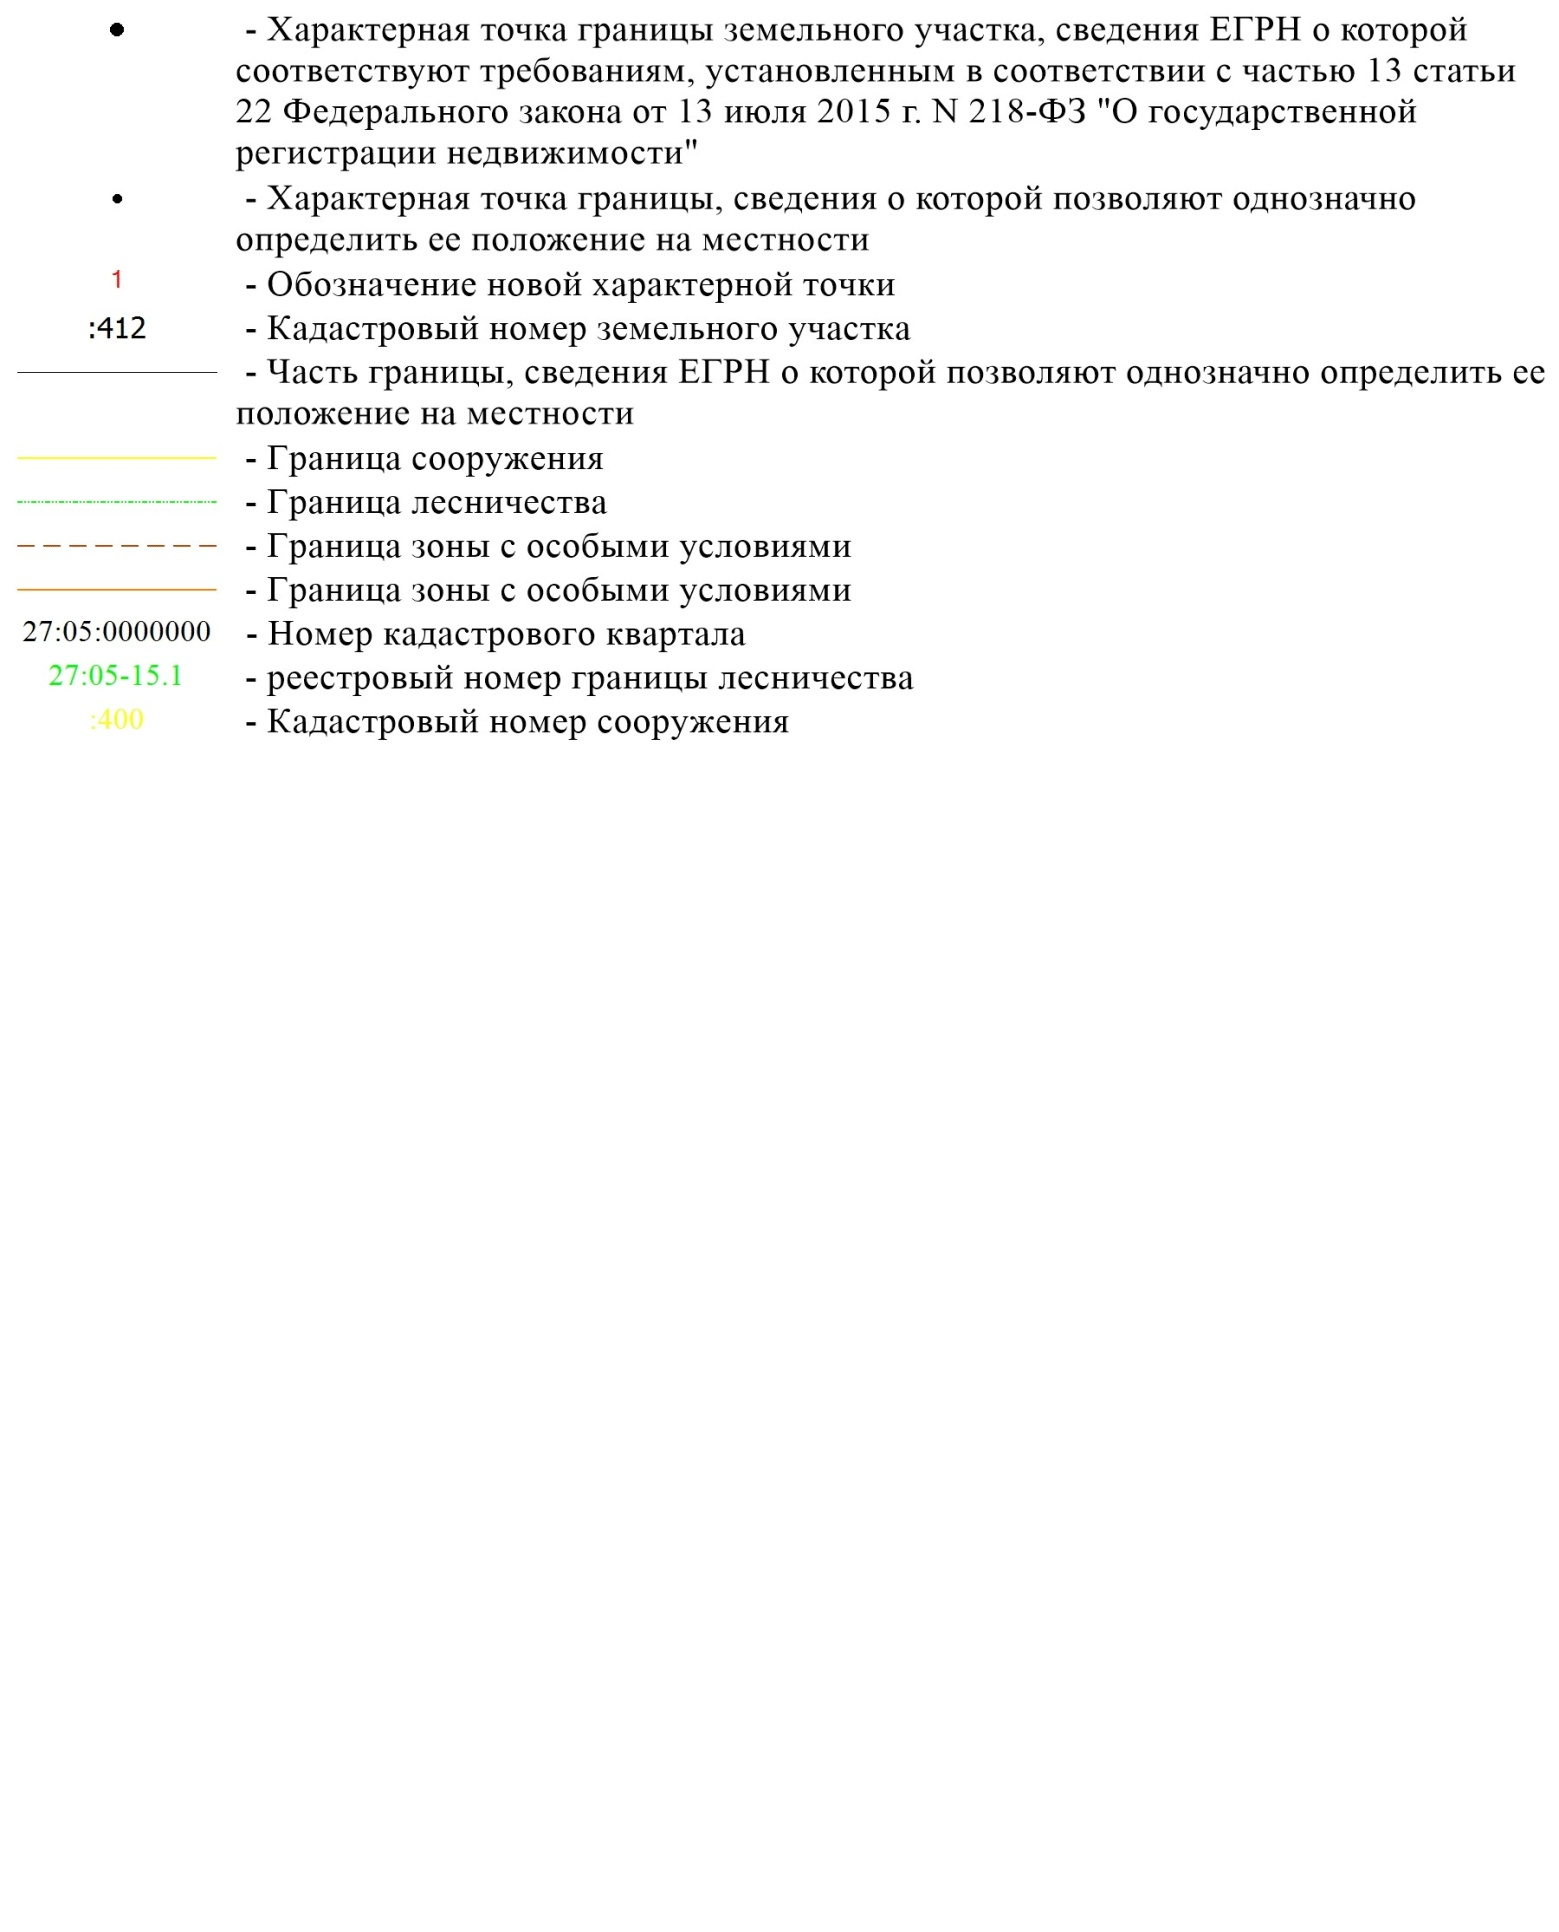 - Характерная точка границы земельного участка, сведения ЕГРН о которой
соответствуют требованиям, установленным в соответствии с частью 13 статьи
22 Федерального закона от 13 июля 2015 г. N 218-ФЗ "О государственной
регистрации недвижимости"
- Характерная точка границы, сведения о которой позволяют однозначно
определить ее положение на местности
1 - Обозначение новой характерной точки
:412 - Кадастровый номер земельного участка
- Часть границы, сведения ЕГРН о которой позволяют однозначно определить ее
положение на местности
- Граница сооружения
- Граница лесничества
- Граница зоны с особыми условиями
- Граница зоны с особыми условиями
27:05:0000000 - Номер кадастрового квартала
27:05-15.1 - реестровый номер границы лесничества
:400 - Кадастровый номер сооружения